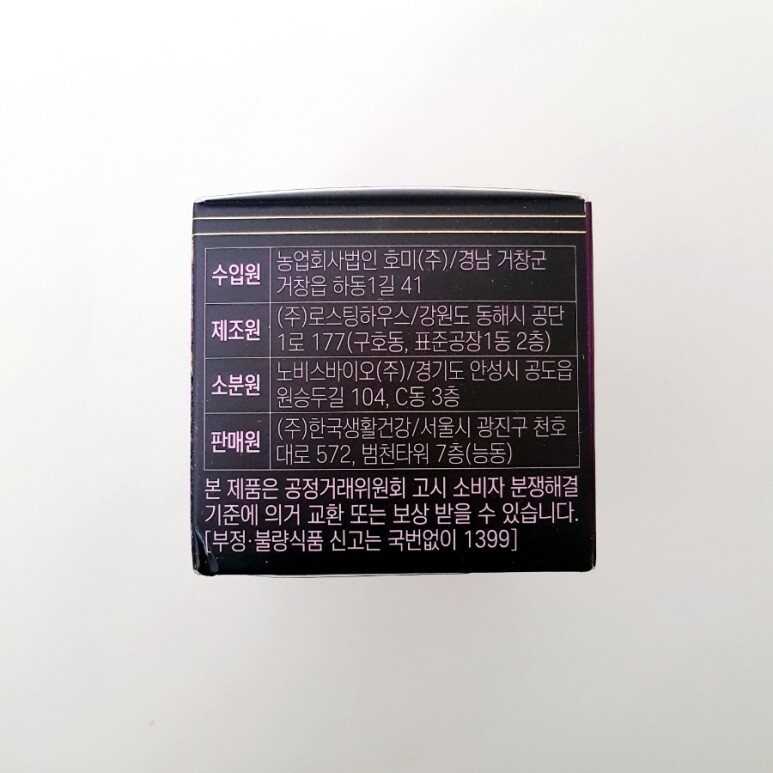 수입원 농업회사법인 호미(주)/경남 거창군
거창읍 하동1길 41
제조원 (주)로스팅하우스/강원도 동해시 공단
1로 177(구호동, 표준공장1동 2층)
소분원 노비스바이오(주)/경기도 안성시 공도읍
원승두길 104, C동 3층
판매원 (주)한국생활건강/서울시 광진구 천호
대로 572, 범천타워 7층(능동)
본 제품은 공정거래위원회 고시 소비자 분쟁해결
기준에 의거 교환 또는 보상 받을 수 있습니다.
[부정·불량식품 신고는 국번없이 1399]